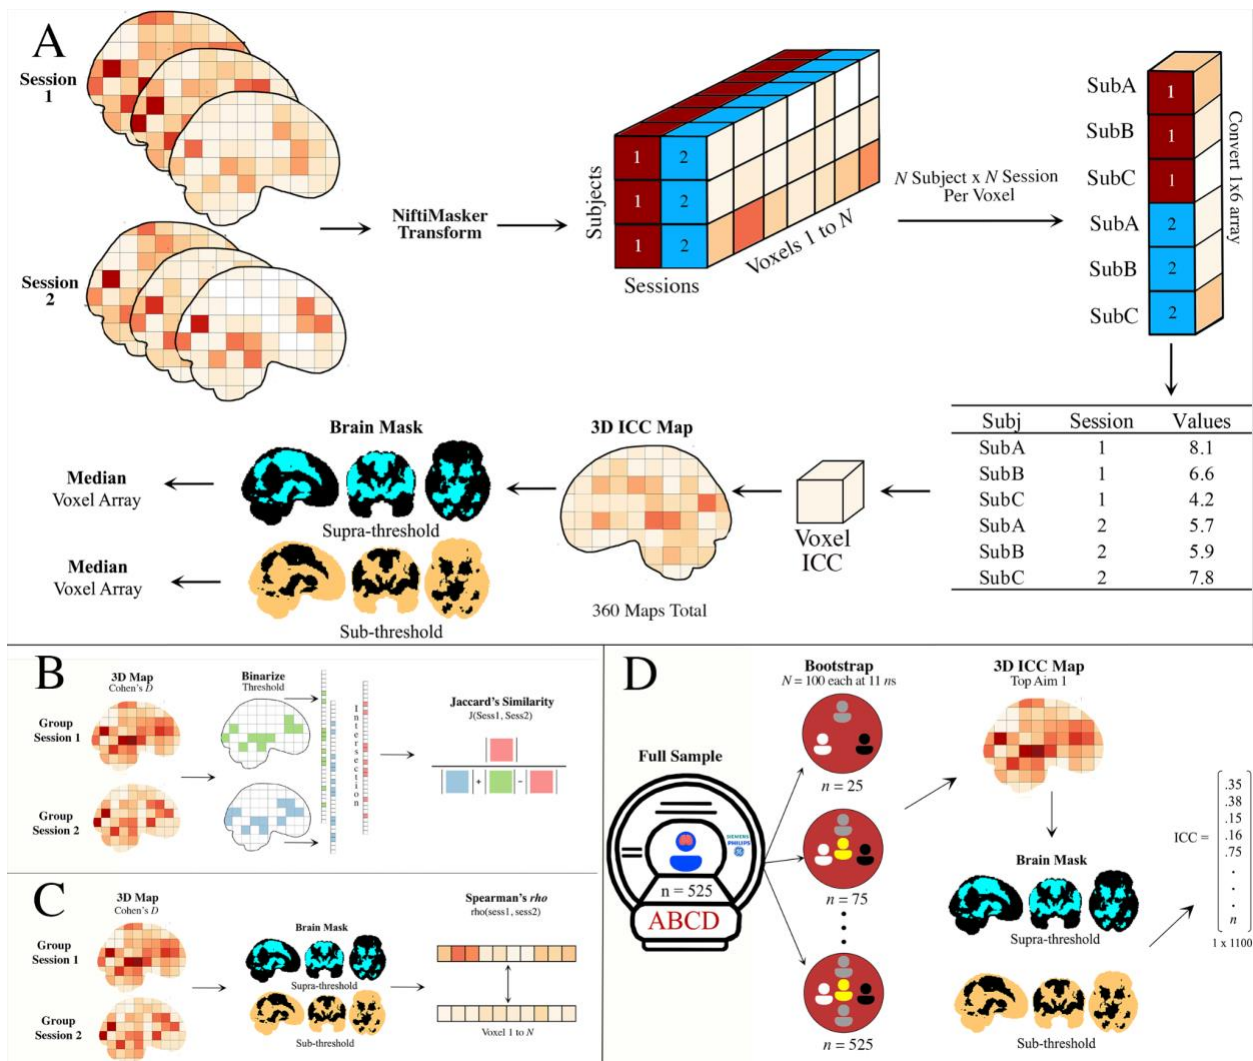 A
Session
1
Session
2
NiftiMasker
Transform
Subjects
1
2
1
2
1
2
Sessions
Voxels 1 to N
N Subject x N Session
Per Voxel
SubA
1
SubB
1
SubC
1
SubA
2
SubB
2
SubC
2
Convert 1x6 array
Subj Session Values
SubA 1 8.1
SubB 1 6.6
SubC 1 4.2
SubA 2 5.7
SubB 2 5.9
SubC 2 7.8
Voxel
ICC
3D ICC Map
360 Maps Total
Brain Mask
Supra-threshold
Sub-threshold
Median
Voxel Array
Median
Voxel Array
B
3D Map
Cohen's D
Group
Session 1
Group
Session 2
Binarize
Threshold
Intersection
Jaccard's Similarity
J(Sess1, Sess2)
| |
| | + | | − | |
C
3D Map
Cohen's D
Group
Session 1
Group
Session 2
Brain Mask
Supra-threshold
Sub-threshold
Spearman's rho
rho(sess1, sess2)
Voxel 1 to N
D
Full Sample
SIEMENS
PHILIPS
GE
n = 525
ABCD
Bootstrap
N = 100 each at 11 ns
n = 25
n = 75
n = 525
3D ICC Map
Top Aim 1
Brain Mask
Supra-threshold
Sub-threshold
ICC =
.35
.38
.15
.16
.75
.
.
.
n
1 x 1100